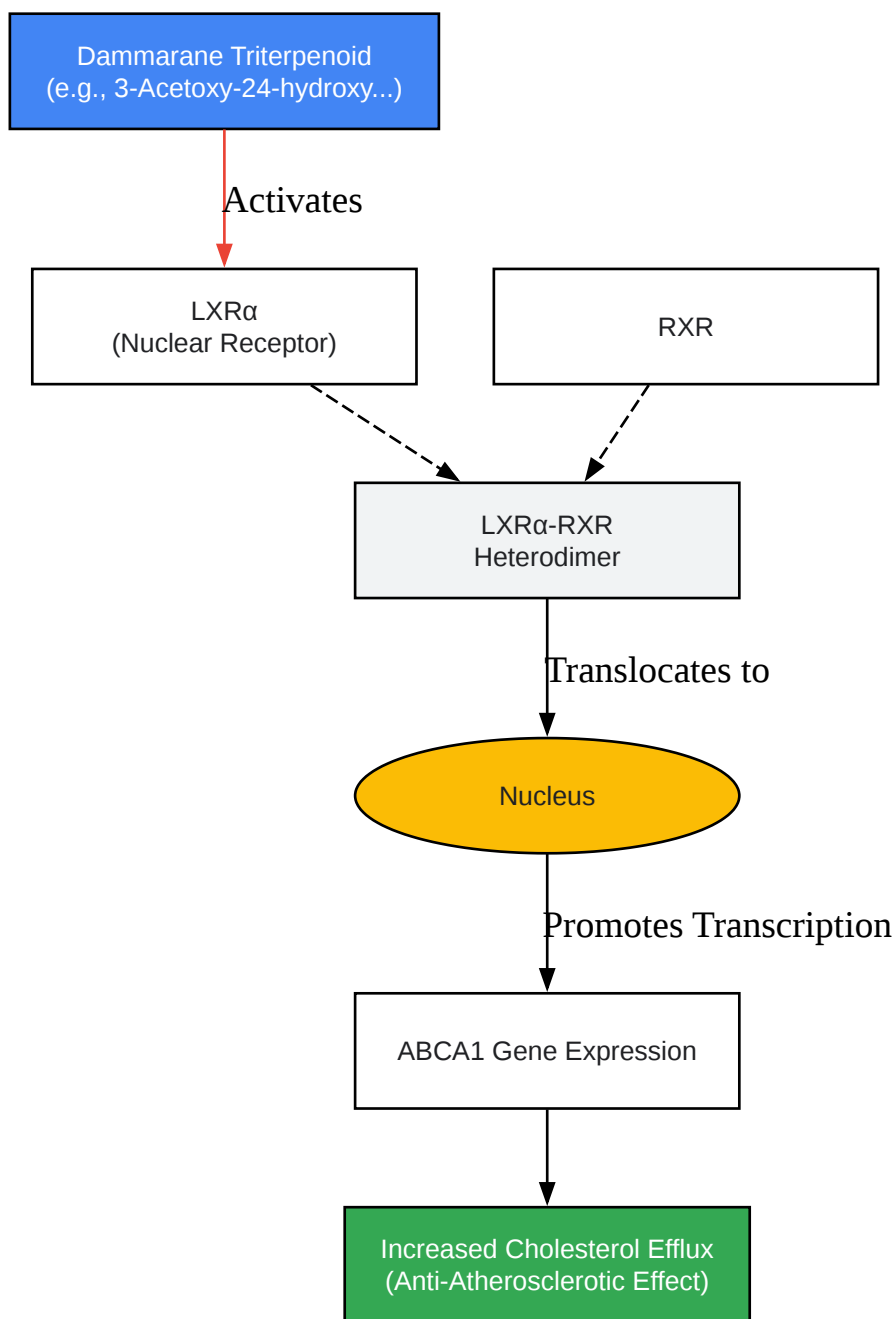 Dammarane Triterpenoid
(e.g., 3-Acetoxy-24-hydroxy...)
Activates
LXRα
(Nuclear Receptor)
RXR
LXRα-RXR
Heterodimer
Translocates to
Nucleus
Promotes Transcription
ABCA1 Gene Expression
Increased Cholesterol Efflux
(Anti-Atherosclerotic Effect)